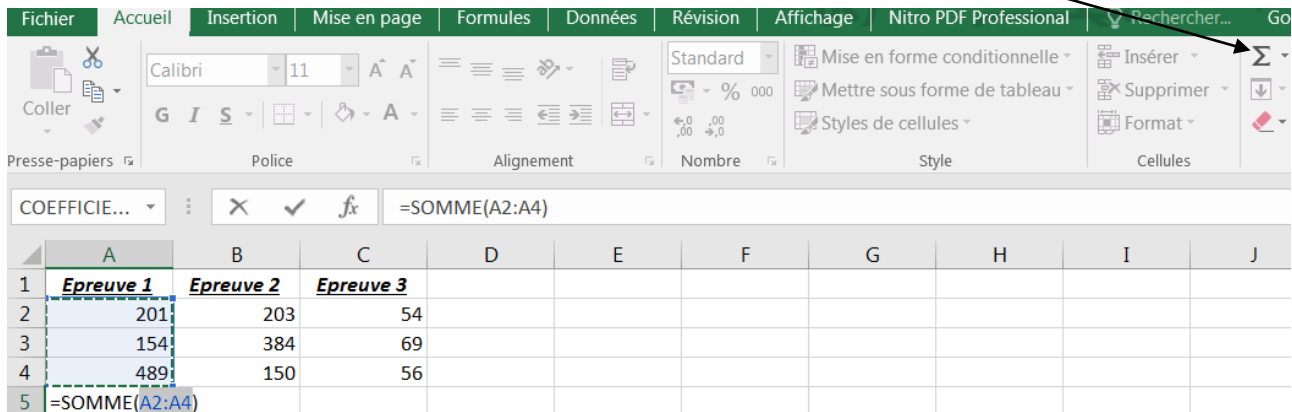 Fichier Accueil Insertion Mise en page Formules Données Révision Affichage Nitro PDF Professional Rechercher... Go
Calibri 11 A A Standard Mise en forme conditionnelle Insérer Σ
Coller G I S A % 000 Mettre sous forme de tableau Supprimer
,00 Styles de cellules Format
Presse-papiers Police Alignement Nombre Style Cellules
COEFFICIE... fx =SOMME(A2:A4)
A B C D E F G H I J
1 Epreuve 1 Epreuve 2 Epreuve 3
2 201 203 54
3 154 384 69
4 489 150 56
5 =SOMME(A2:A4)